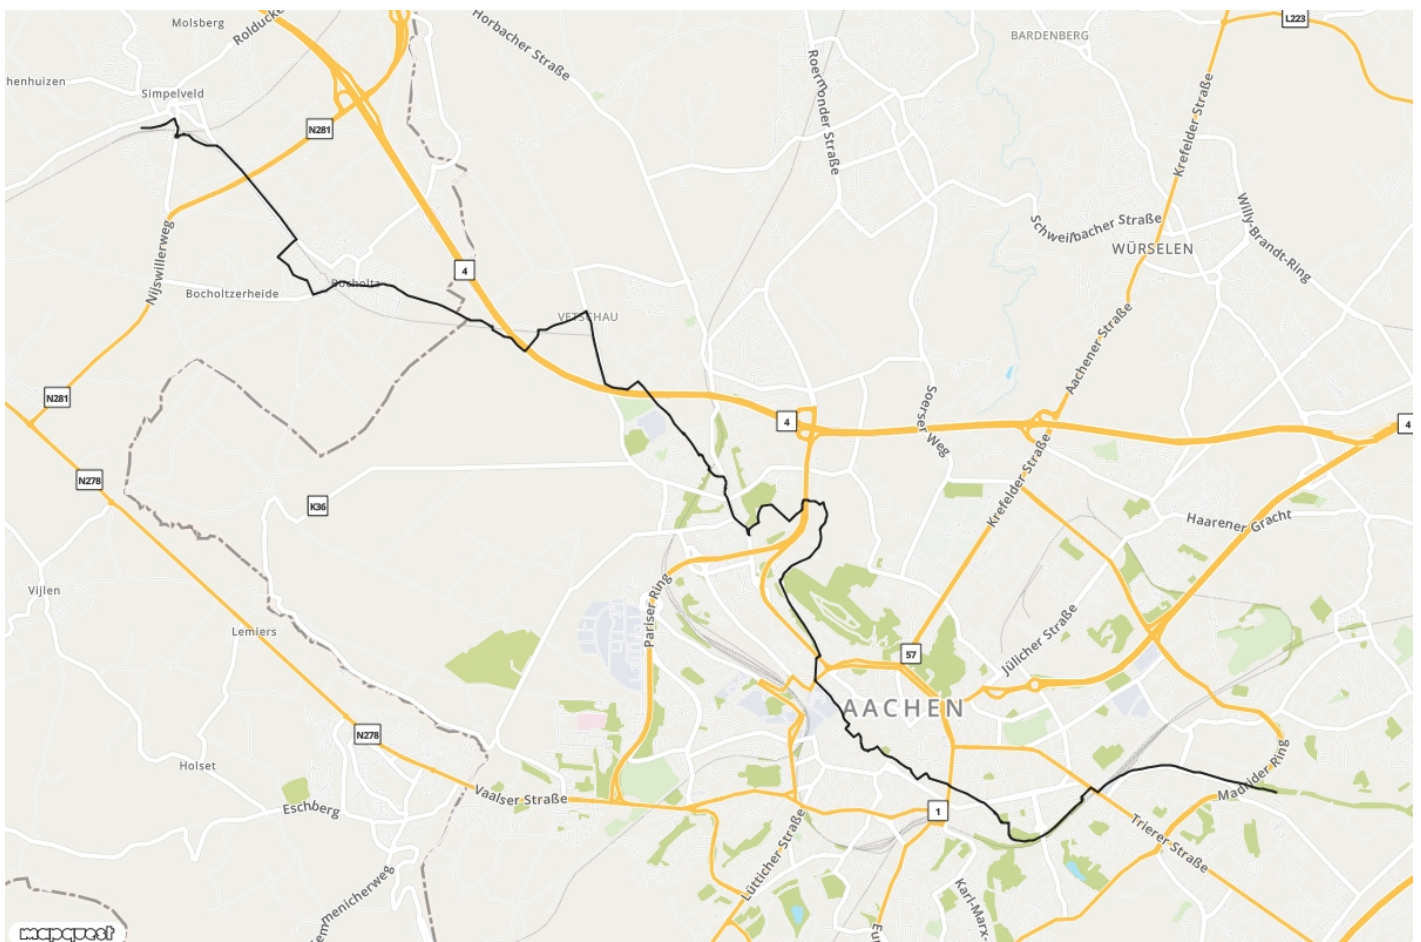 Molsberg
Rolducke
Horbacher Straße
L223
BARDENBERG
henhuizen
Simpelveld
Roermonder Straße
Krefelder Straße
N281
Willy-Brandt-Ring
Schweilbacher Straße
WÜRSELEN
Nijswillerweg
4
Bocholtz
Bocholtzerheide
VETSCHAU
Aachener Straße
N281
Soerser Weg
4
4
N278
Krefelder Straße
K36
Haarener Gracht
Vijlen
Pariser Ring
Lemiers
Jülicher Straße
57
AACHEN
N278
Holset
Madrider Ring
Vaalser Straße
Eschberg
1
Trierer Straße
Lütticher Straße
menicherweg
Karl-Marx-
Eu
mapquest